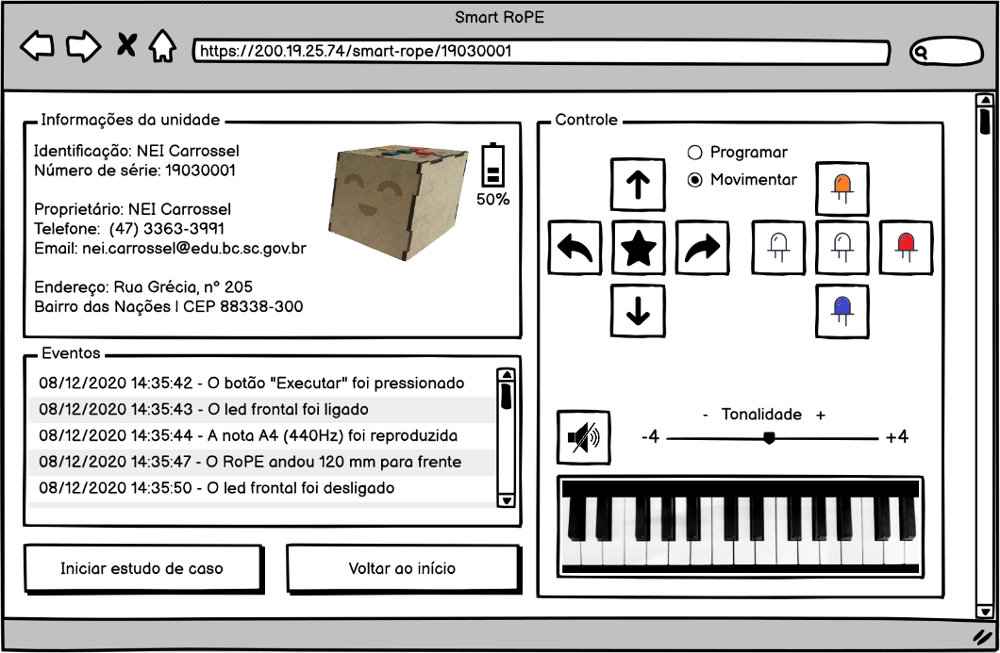 Smart RoPE
https://200.19.25.74/smart-rope/19030001
Informações da unidade
Identificação: NEI Carrossel
Número de série: 19030001
Proprietário: NEI Carrossel
Telefone: (47) 3363-3991
Email: nei.carrossel@edu.bc.sc.gov.br
Endereço: Rua Grécia, nº 205
Bairro das Nações | CEP 88338-300
50%
Eventos
08/12/2020 14:35:42 - O botão "Executar" foi pressionado
08/12/2020 14:35:43 - O led frontal foi ligado
08/12/2020 14:35:44 - A nota A4 (440Hz) foi reproduzida
08/12/2020 14:35:47 - O RoPE andou 120 mm para frente
08/12/2020 14:35:50 - O led frontal foi desligado
Iniciar estudo de caso
Voltar ao início
Controle
Programar
Movimentar
- Tonalidade +
-4
+4